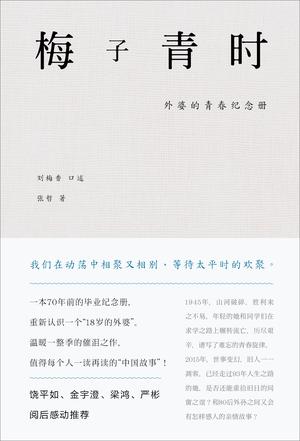 梅子青时
外婆的青春纪念册
刘梅香 口述
张哲 著
我们在动荡中相聚又相别，等待太平时的欢聚。
一本70年前的毕业纪念册，
重新认识一个“18岁的外婆”。
温暖一整季的催泪之作，
值得每个人一读再读的“中国故事”！
饶平如、金宇澄、梁鸿、严彬
阅后感动推荐
1945年，山河破碎，胜利来
之不易，年轻的她和同学们在
求学之路上辗转流亡，历尽艰
辛，谱写了难忘的青春旋律。
2015年，世事变幻，旧人一一
凋零，已经走过93年人生之路
的她，是否还能重拾旧日的同
窗之谊？和80后外孙之间又会
有怎样感人的亲情故事？